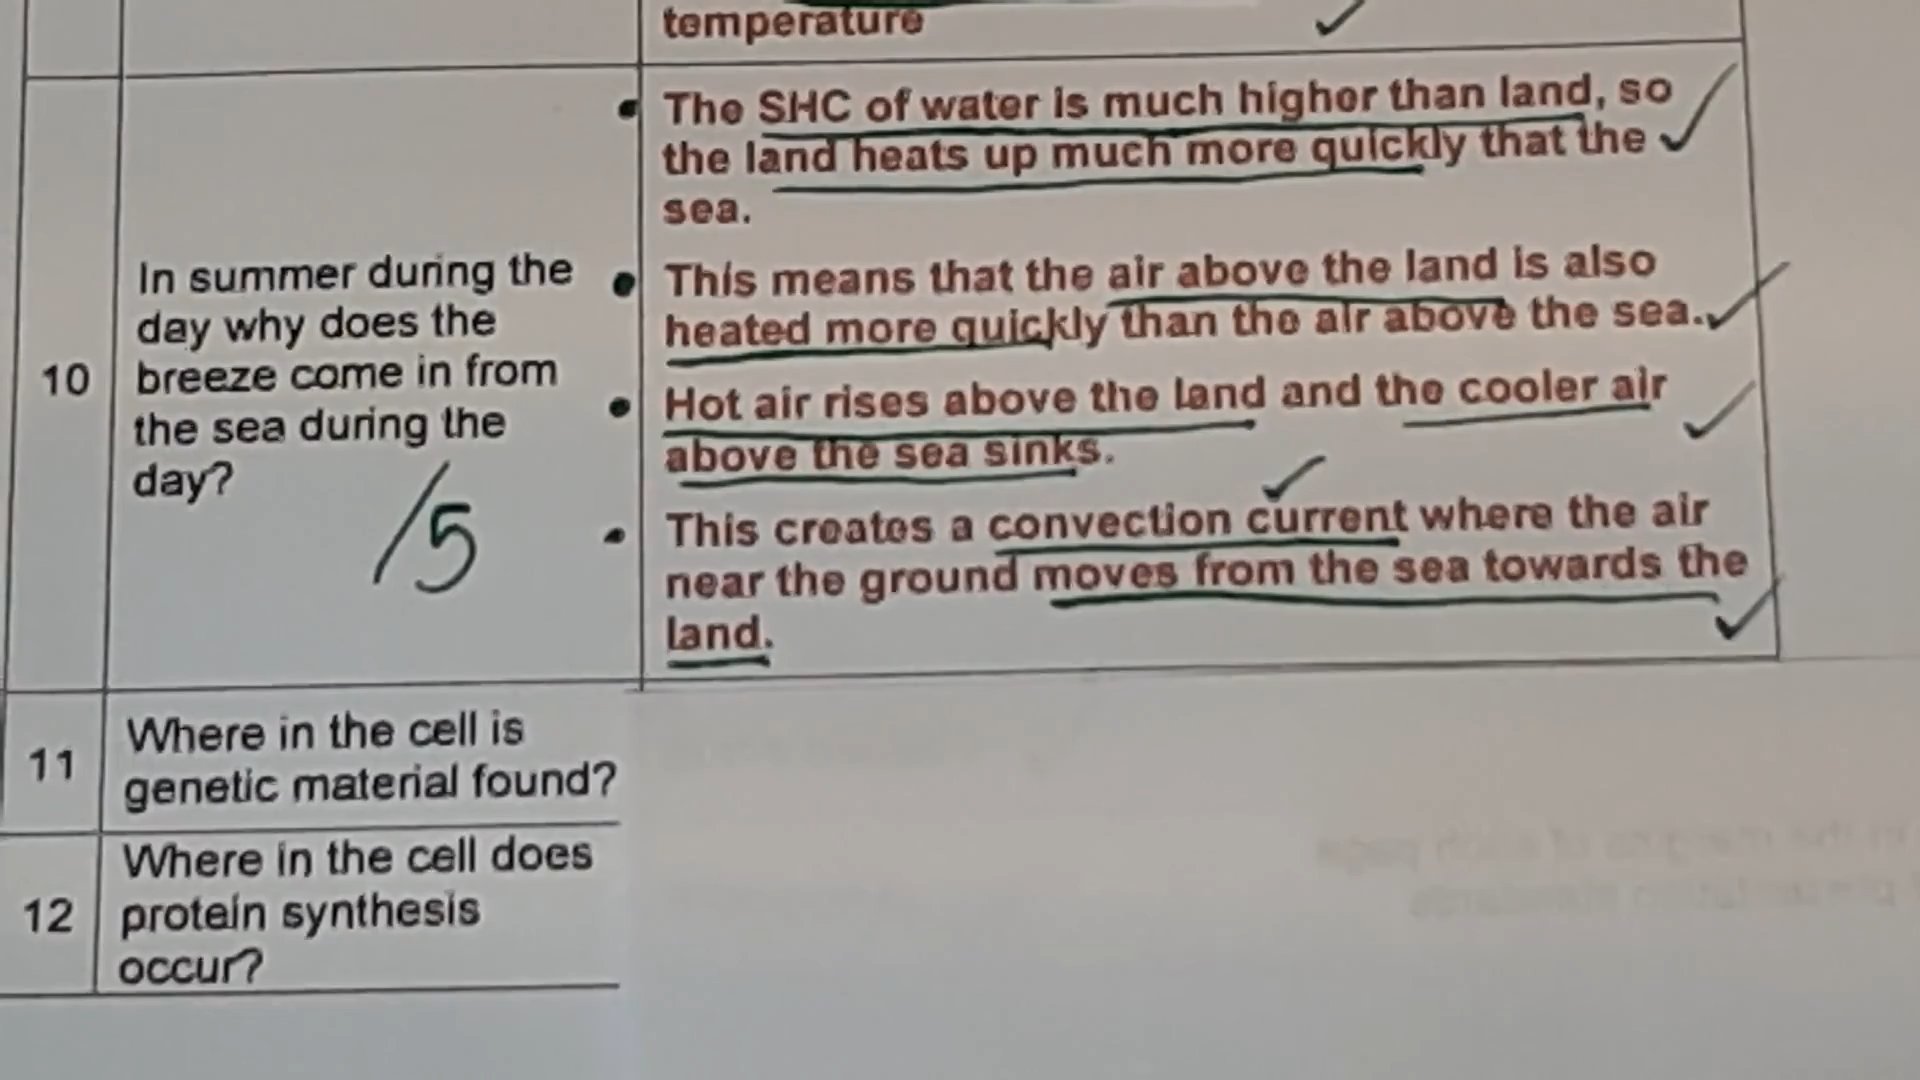 temperature
10
In summer during the
day why does the
breeze come in from
the sea during the
day?
/5
• The SHC of water is much higher than land, so
the land heats up much more quickly that the
sea.
• This means that the air above the land is also
heated more quickly than the air above the sea.
• Hot air rises above the land and the cooler air
above the sea sinks.
• This creates a convection current where the air
near the ground moves from the sea towards the
land.
11
Where in the cell is
genetic material found?
12
Where in the cell does
protein synthesis
occur?